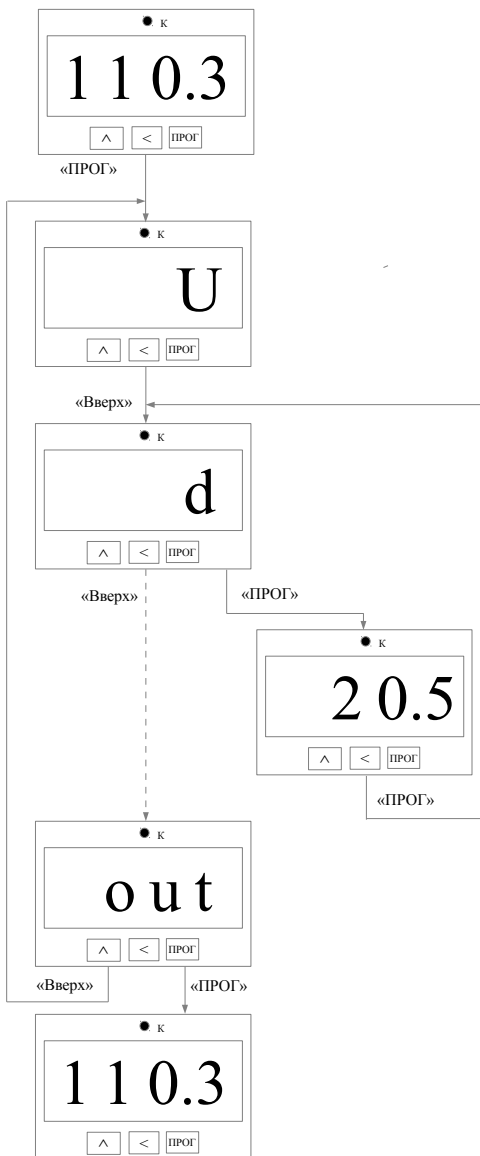 К
1 1 0.3
^ < ПРОГ
«ПРОГ»
К
U
^ < ПРОГ
«Вверх»
К
d
^ < ПРОГ
«Вверх» «ПРОГ»
К
2 0.5
^ < ПРОГ
«ПРОГ»
К
o u t
^ < ПРОГ
«Вверх» «ПРОГ»
К
1 1 0.3
^ < ПРОГ